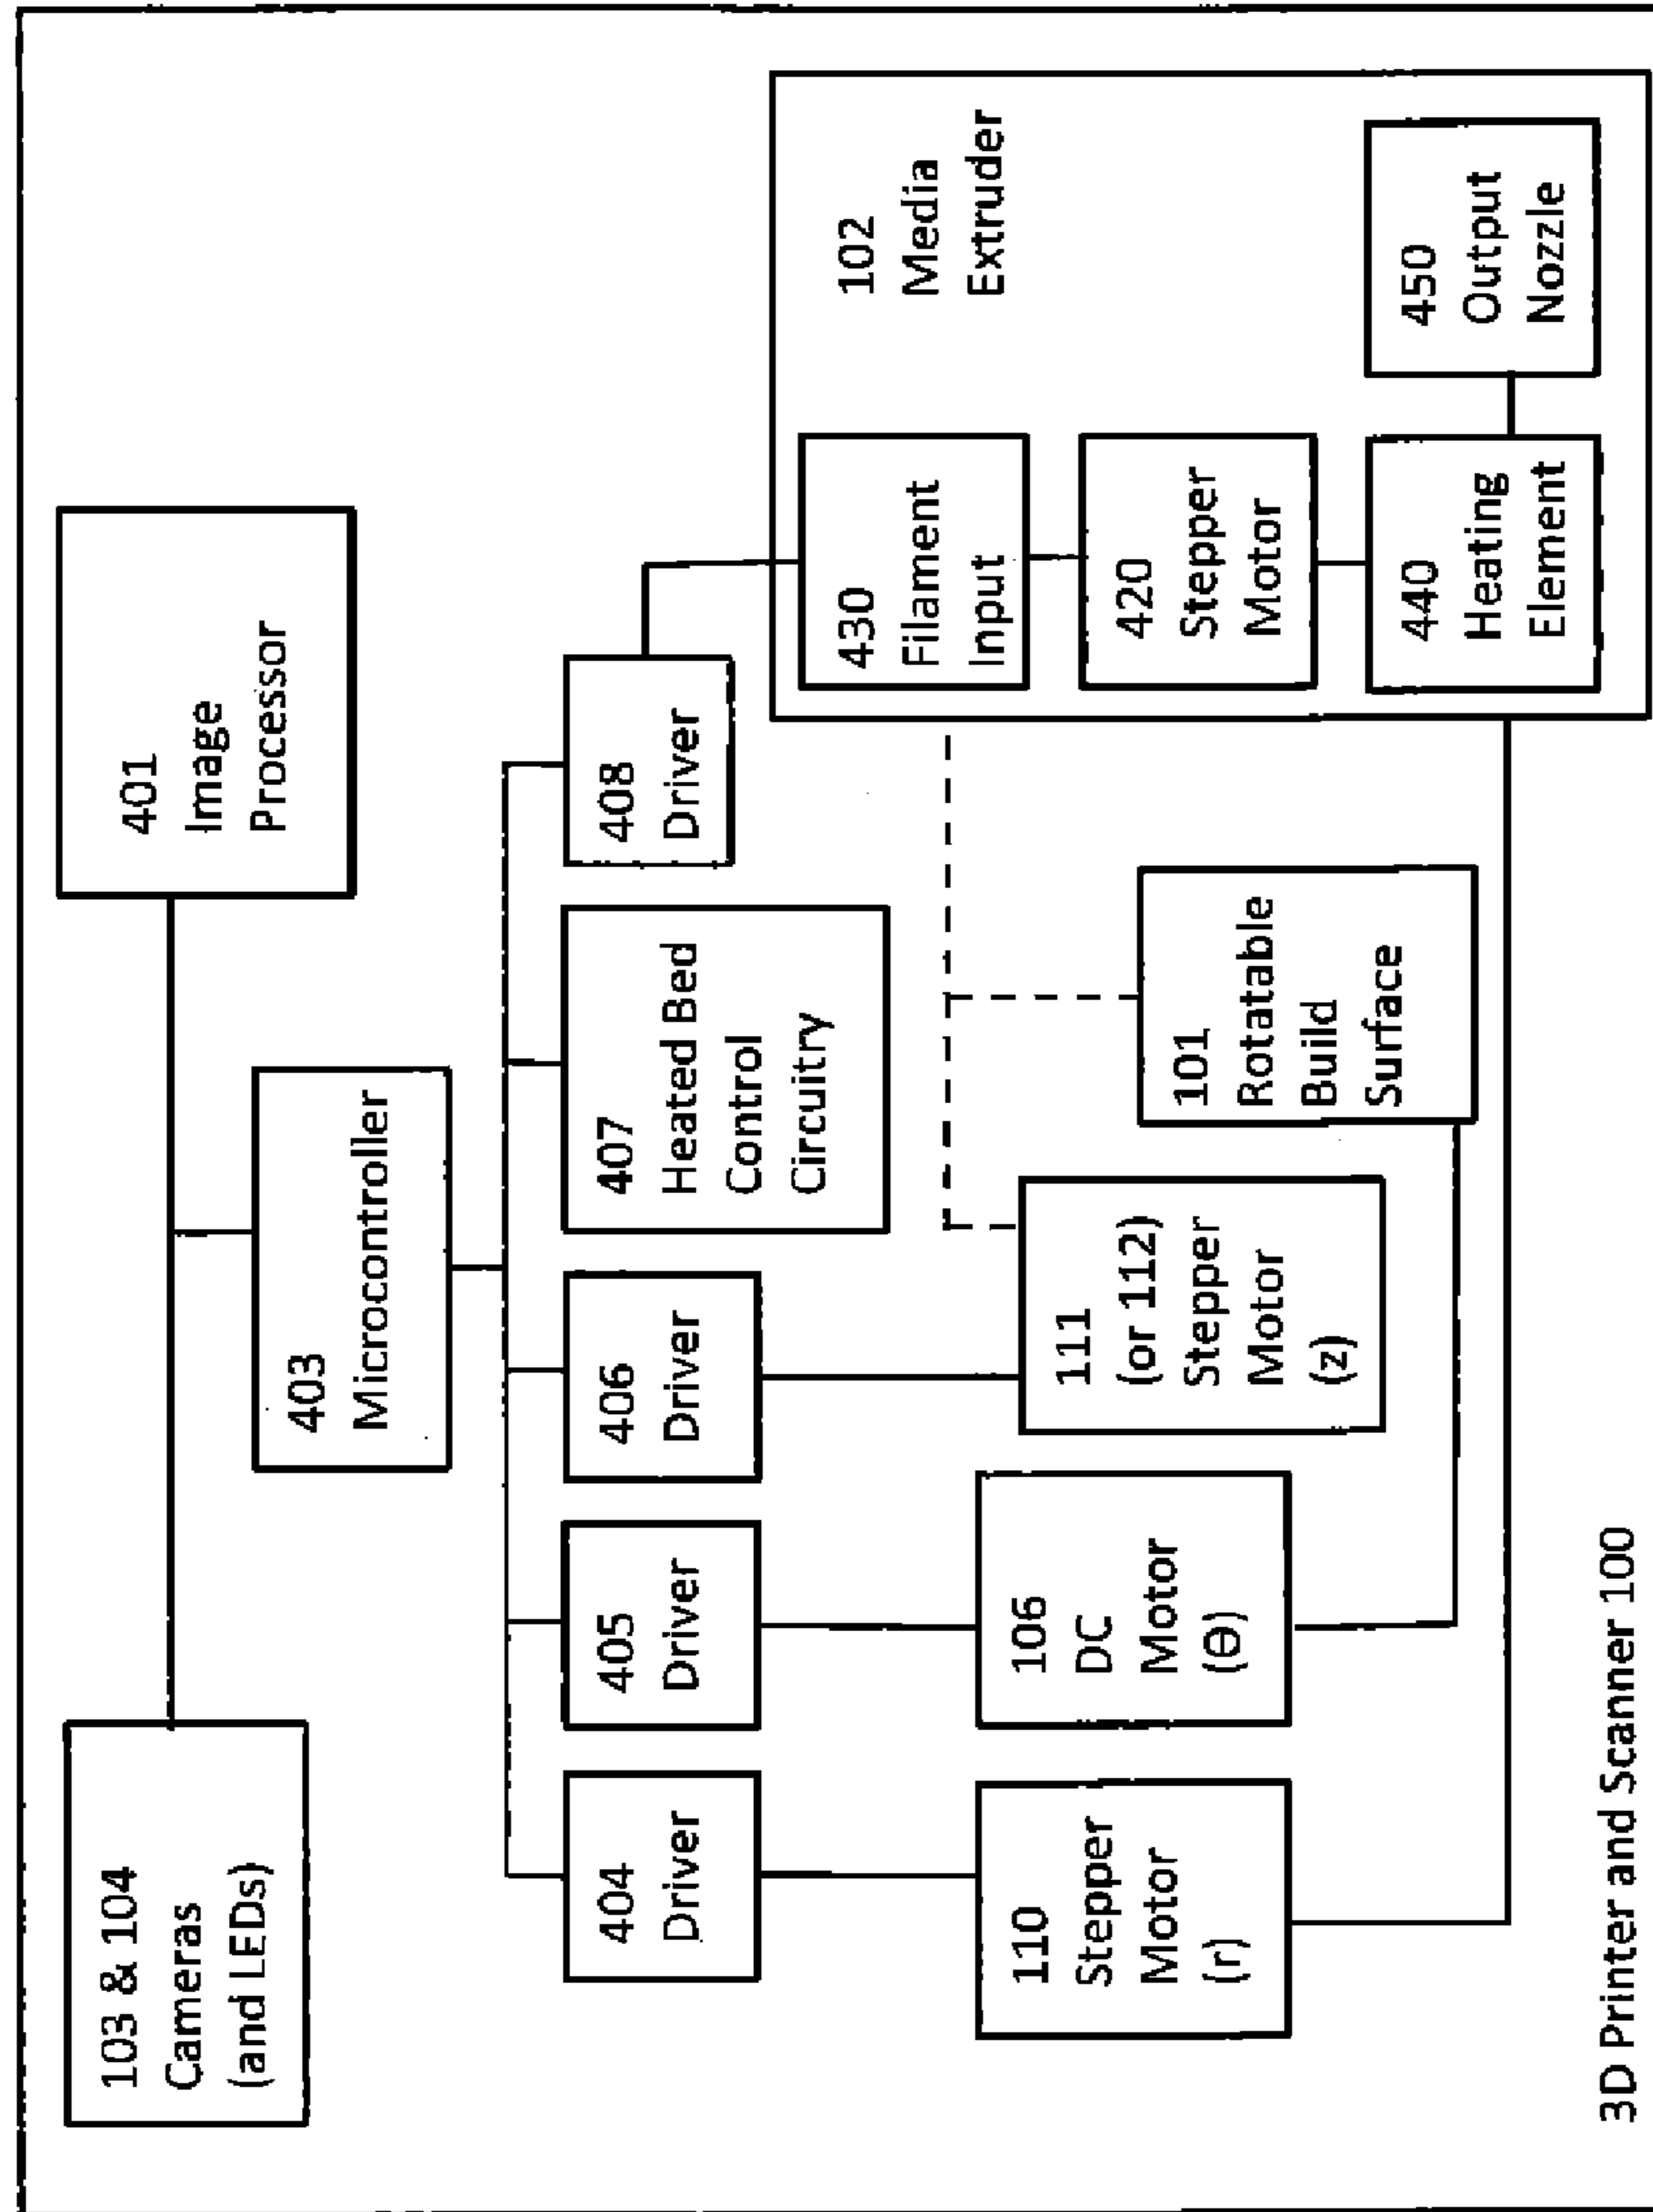 103 & 104
Cameras
(and LEDs)
401
Image
Processor
403
Microcontroller
404
Driver
405
Driver
406
Driver
407
Heated Bed
Control
Circuitry
408
Driver
110
Stepper
Motor
(r)
106
DC
Motor
(Θ)
111
(or 112)
Stepper
Motor
(z)
101
Rotatable
Build
Surface
102
Media
Extruder
430
Filament
Input
420
Stepper
Motor
440
Heating
Element
450
Output
Nozzle
3D Printer and Scanner 100